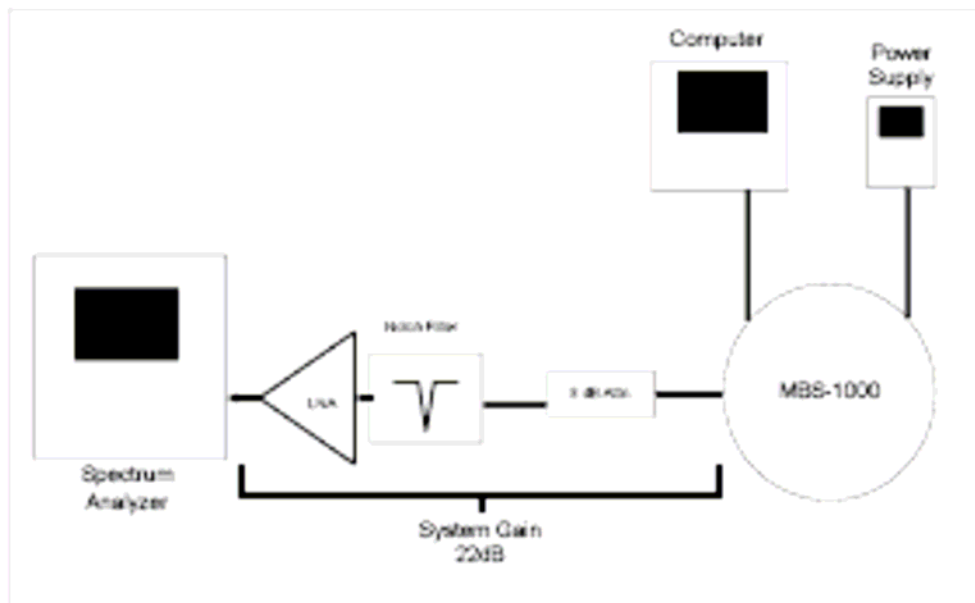 Computer
Power
Supply
Notch Filter
LNA
MBS-1000
Spectrum
Analyzer
System Gain
22dB